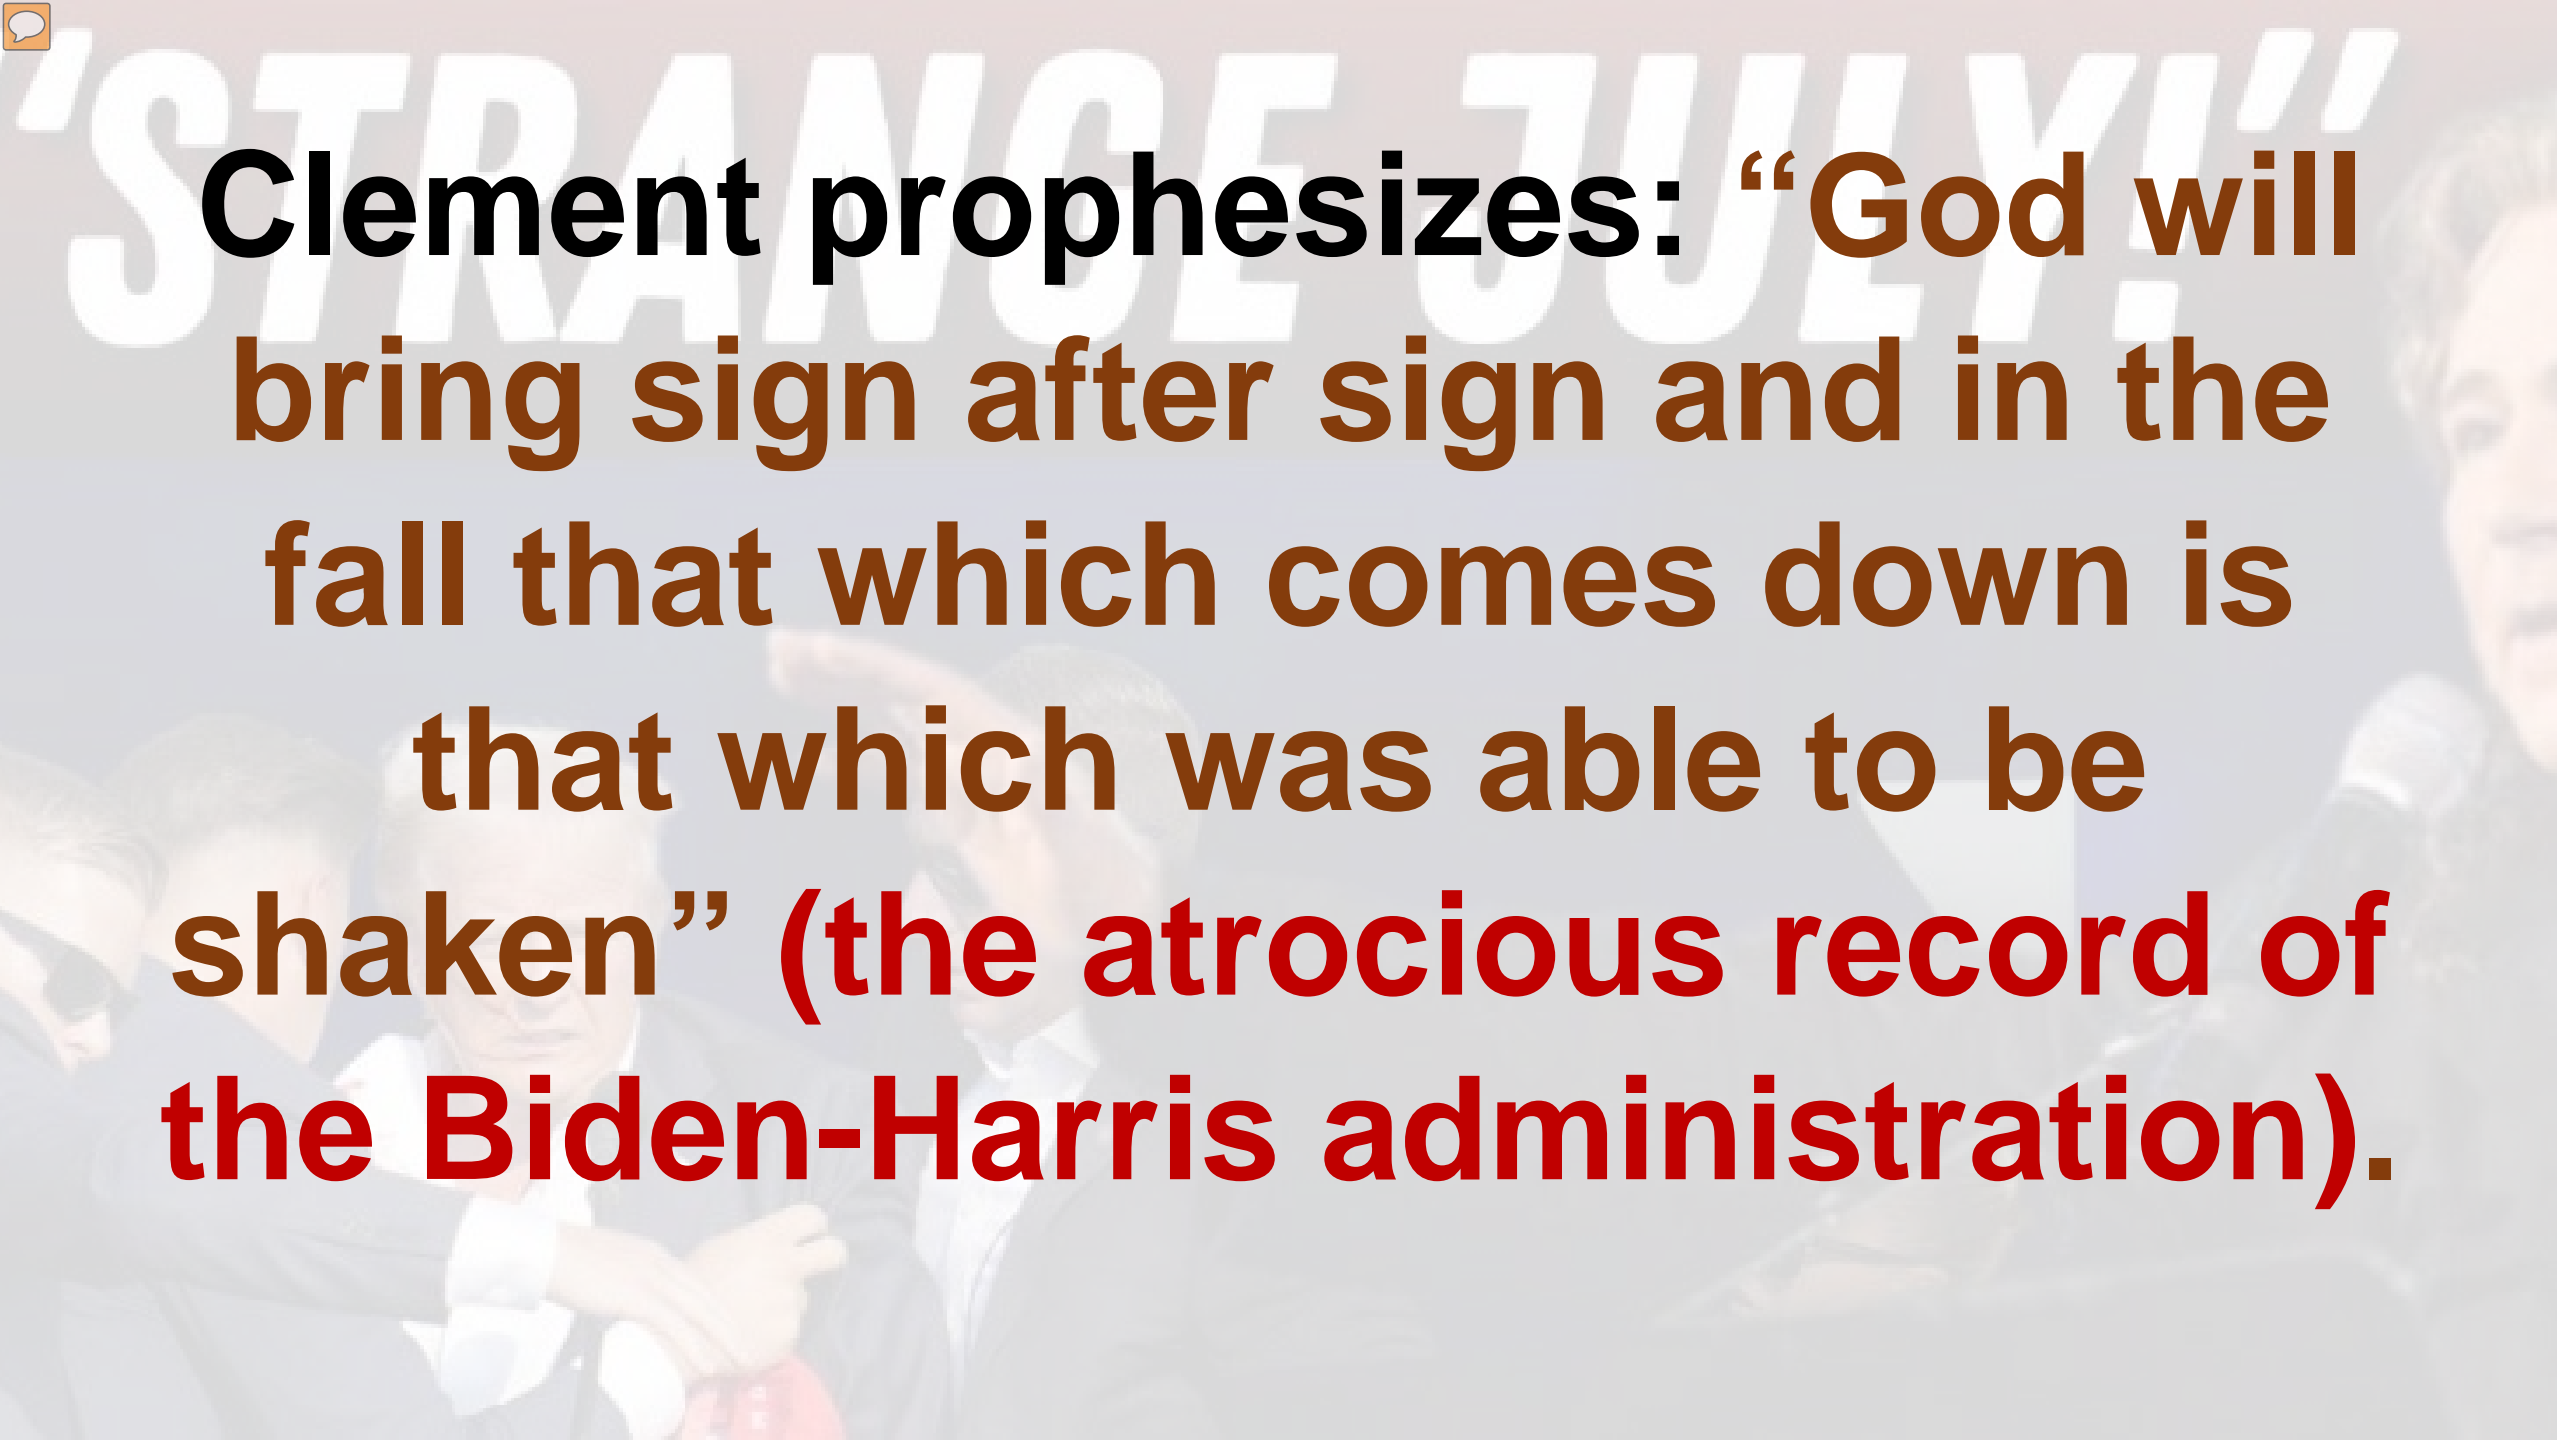 "STRANGE JULY!"
Clement prophesizes: “God will
bring sign after sign and in the
fall that which comes down is
that which was able to be
shaken” (the atrocious record of
the Biden-Harris administration).